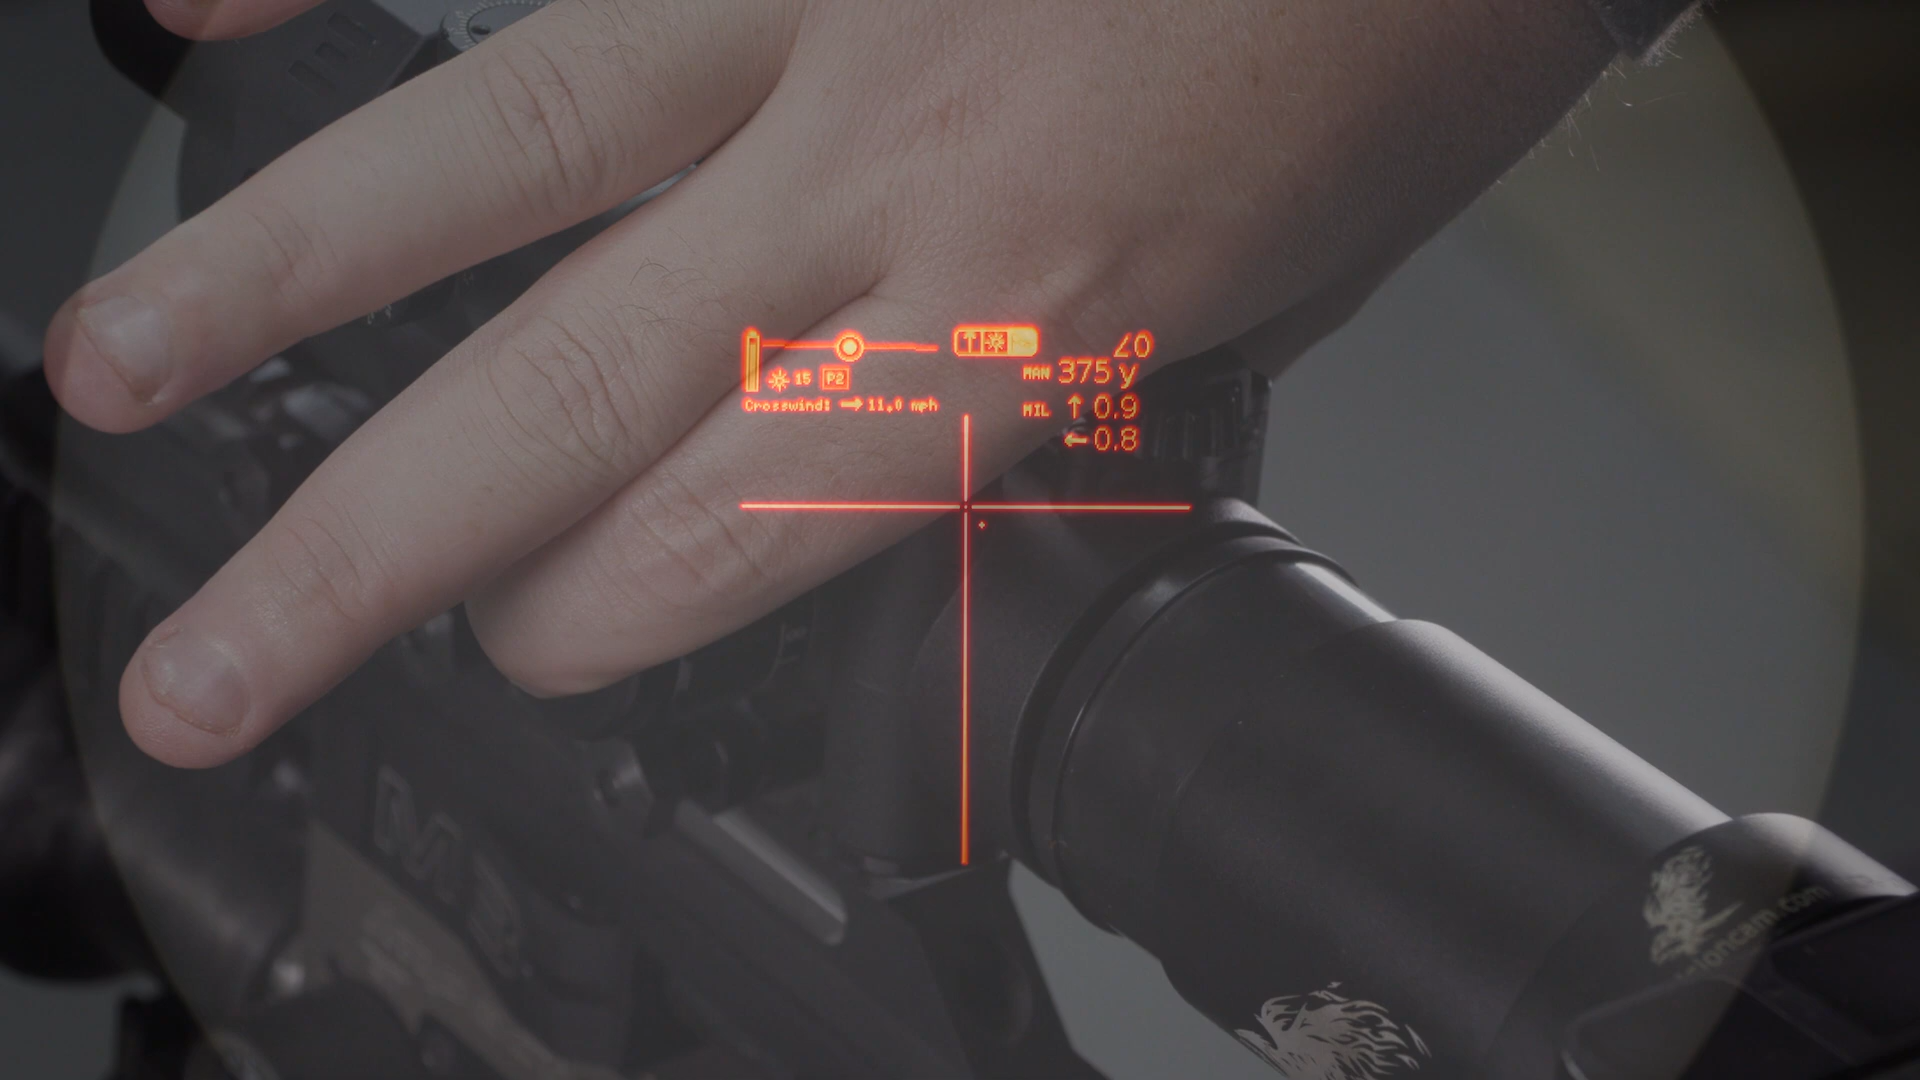 ∠0
MAN 375 y
15 P2
Crosswind: → 11.0 mph
MIL ↑ 0.9
← 0.8